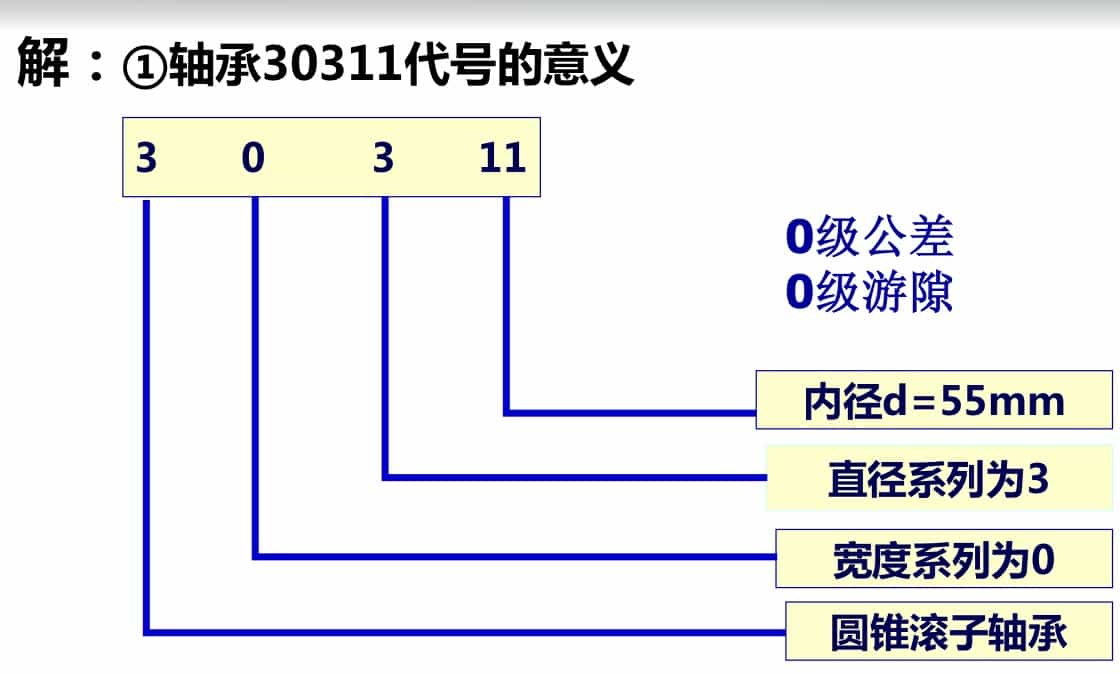 解：①轴承30311代号的意义
3 0 3 11
0级公差
0级游隙
内径d=55mm
直径系列为3
宽度系列为0
圆锥滚子轴承